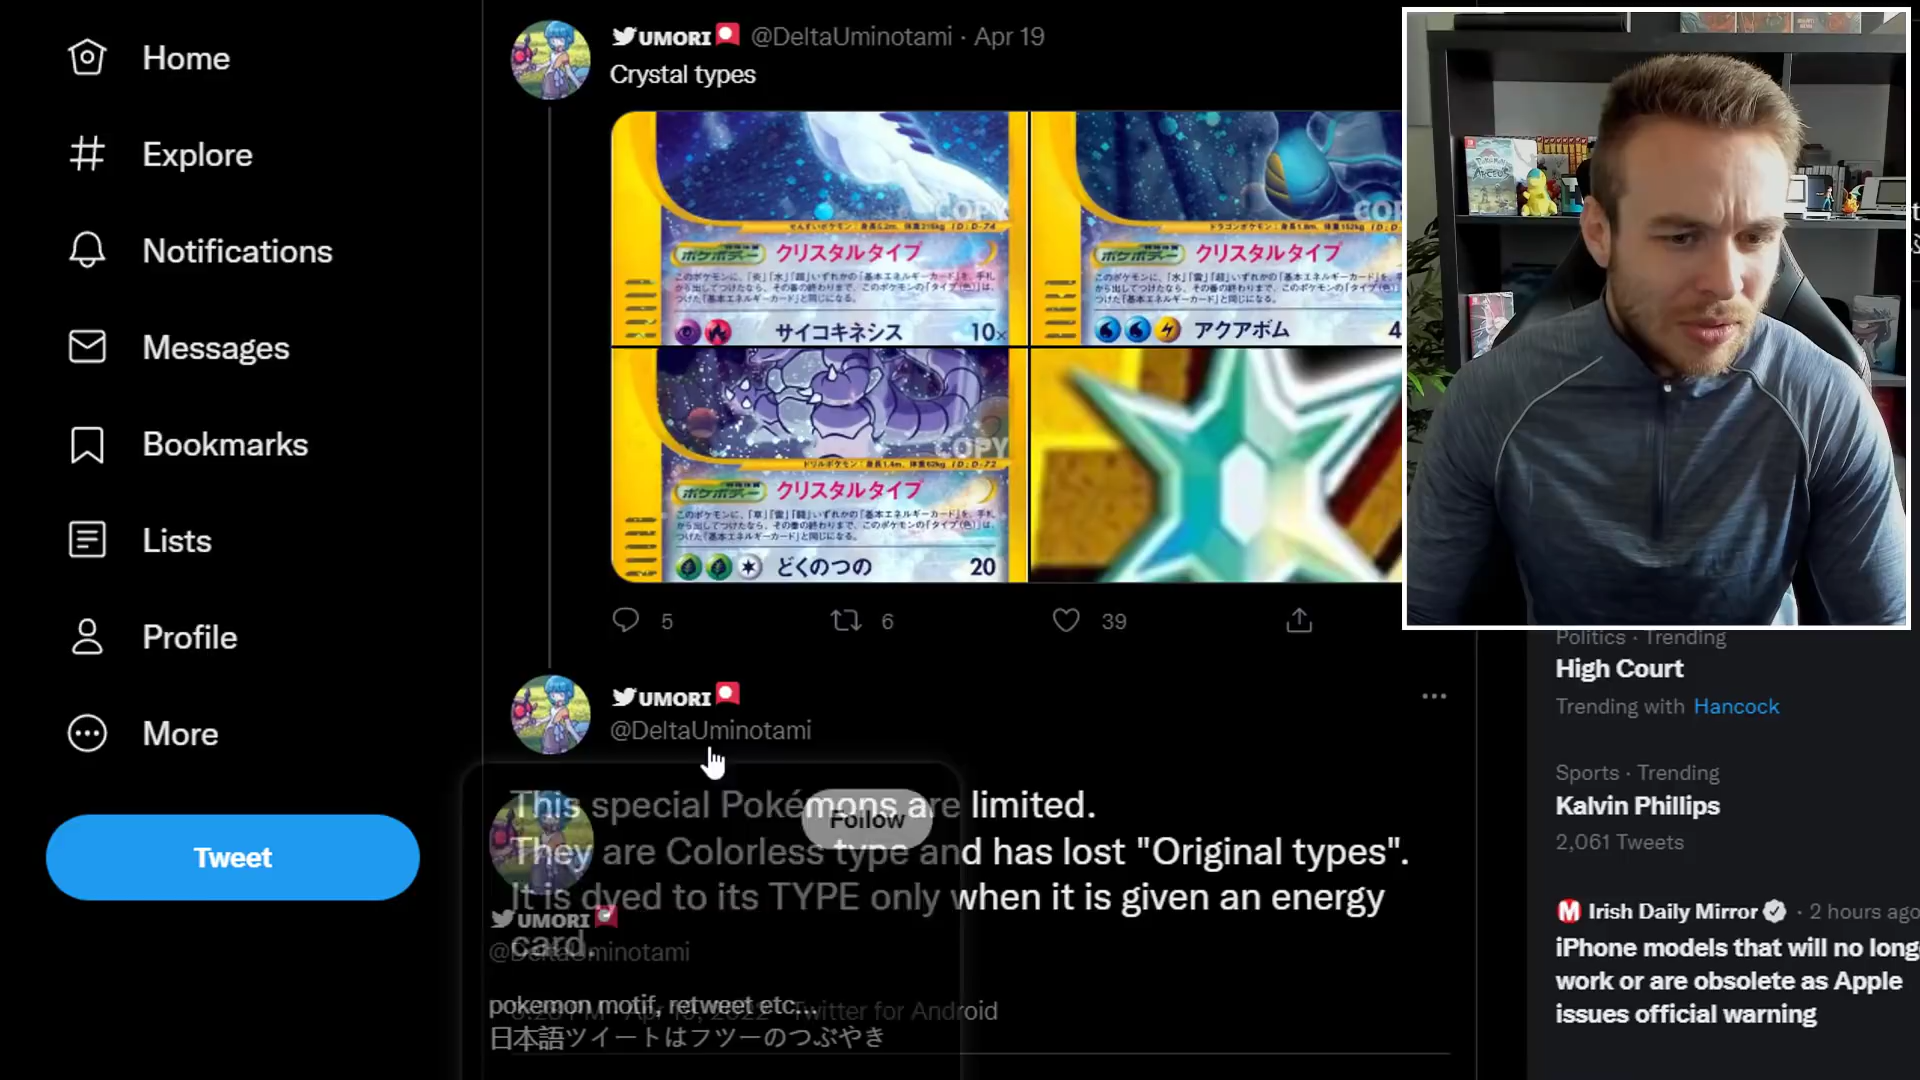 Home
Explore
Notifications
Messages
Bookmarks
Lists
Profile
More
Tweet
UMORI @DeltaUminotami · Apr 19
Crystal types
COPY
クリスタルタイプ
このポケモンに、「炎」「水」「超」いずれかの「基本エネルギーカード」を、手札
から出してつけたなら、その番の終わりまで、このポケモンの「タイプ(色)」は、
つけた「基本エネルギーカード」と同じになる。
サイコキネシス 10×
クリスタルタイプ
アクアボム 4
COPY
クリスタルタイプ
このポケモンに、「草」「雷」「闘」いずれかの「基本エネルギーカード」を、手札
から出してつけたなら、その番の終わりまで、このポケモンの「タイプ(色)」は、
つけた「基本エネルギーカード」と同じになる。
どくのつの 20
5 6 39
UMORI
@DeltaUminotami
This special Pokémons are limited.
They are Colorless type and has lost "Original types".
It is dyed to its TYPE only when it is given an energy
card.
Twitter for Android
Follow
UMORI
@DeltaUminotami
pokemon motif, retweet etc...
日本語ツイートはフツーのつぶやき
Politics · Trending
High Court
Trending with Hancock
Sports · Trending
Kalvin Phillips
2,061 Tweets
Irish Daily Mirror · 2 hours ago
iPhone models that will no long
work or are obsolete as Apple
issues official warning